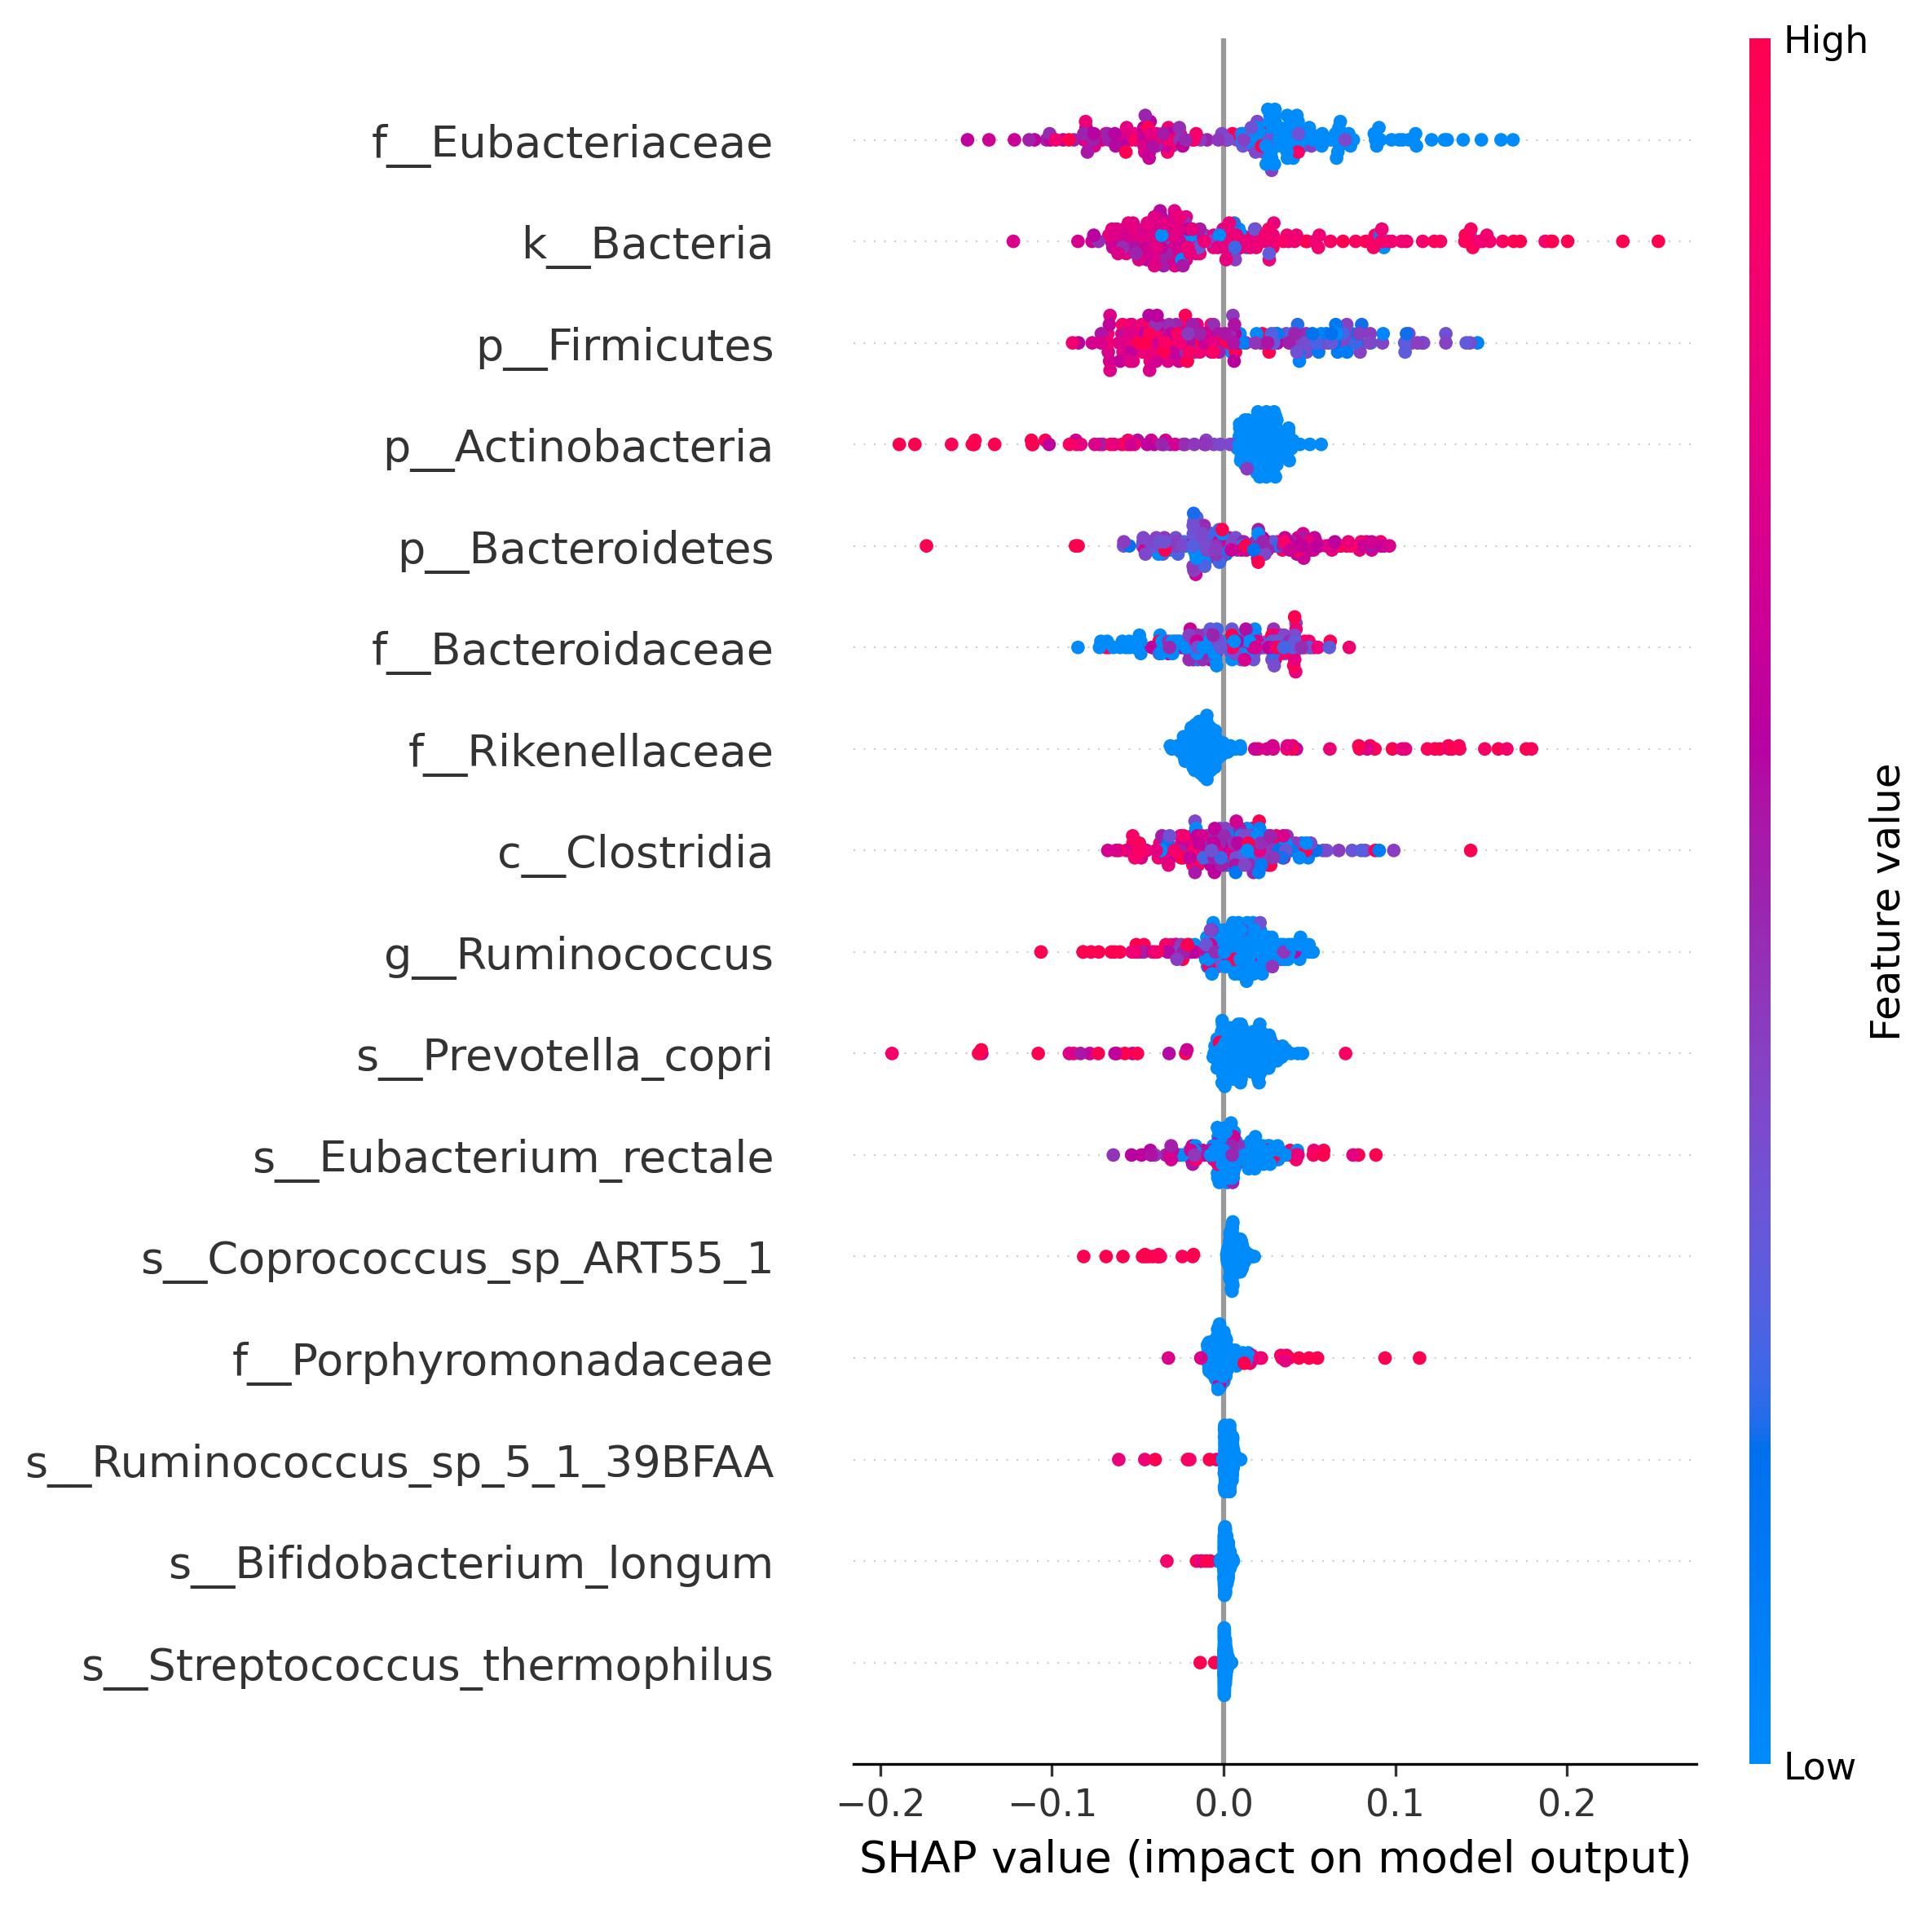 High
f__Eubacteriaceae
k__Bacteria
p__Firmicutes
p__Actinobacteria
p__Bacteroidetes
f__Bacteroidaceae
f__Rikenellaceae
c__Clostridia
g__Ruminococcus
s__Prevotella_copri
s__Eubacterium_rectale
s__Coprococcus_sp_ART55_1
f__Porphyromonadaceae
s__Ruminococcus_sp_5_1_39BFAA
s__Bifidobacterium_longum
s__Streptococcus_thermophilus
Feature value
Low
−0.2 −0.1 0.0 0.1 0.2
SHAP value (impact on model output)